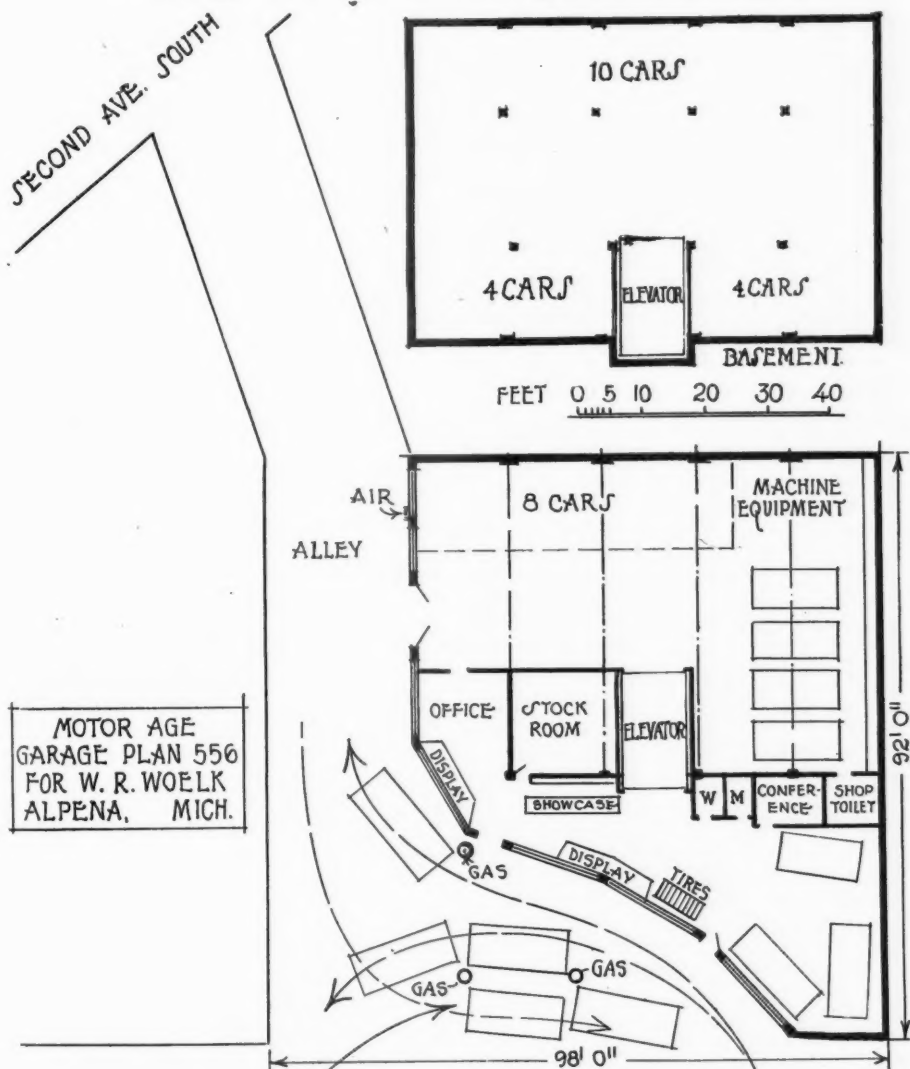 SECOND AVE. SOUTH
10 CARS
4 CARS
ELEVATOR
4 CARS
BASEMENT.
FEET 0 5 10 20 30 40
AIR
8 CARS
MACHINE
EQUIPMENT
ALLEY
OFFICE
STOCK
ROOM
ELEVATOR
92' 0"
MOTOR AGE
GARAGE PLAN 556
FOR W. R. WOELK
ALPENA, MICH.
DISPLAY
SHOWCASE
W
M
CONFER-
ENCE
SHOP
TOILET
GAS
DISPLAY
TIRES
GAS
GAS
98' 0"